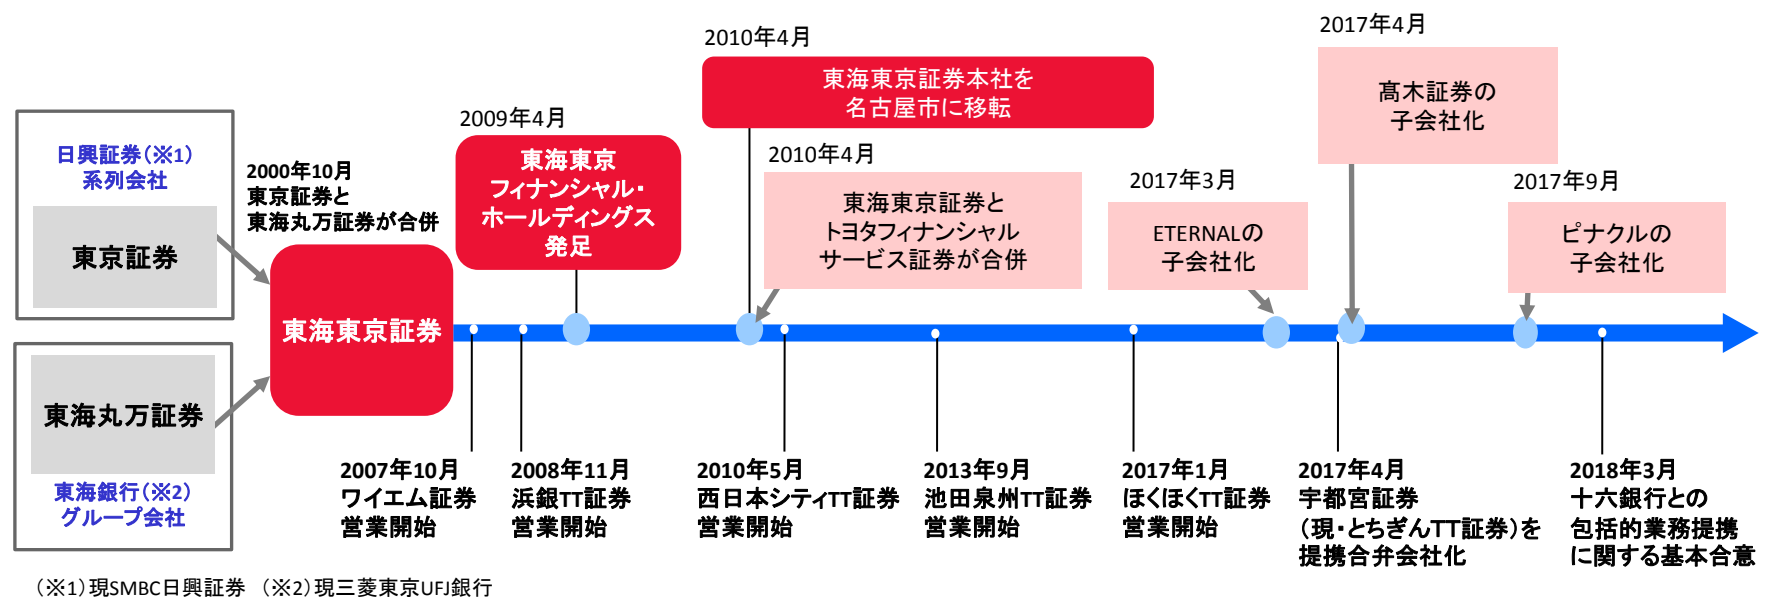 日興証券(※1)
系列会社
東京証券
東海丸万証券
東海銀行(※2)
グループ会社
2000年10月
東京証券と
東海丸万証券が合併
東海東京証券
2009年4月
東海東京
フィナンシャル・
ホールディングス
発足
2010年4月
東海東京証券本社を
名古屋市に移転
2010年4月
東海東京証券と
トヨタフィナンシャル
サービス証券が合併
2017年3月
ETERNALの
子会社化
2017年4月
髙木証券の
子会社化
2017年9月
ピナクルの
子会社化
2007年10月
ワイエム証券
営業開始
2008年11月
浜銀TT証券
営業開始
2010年5月
西日本シティTT証券
営業開始
2013年9月
池田泉州TT証券
営業開始
2017年1月
ほくほくTT証券
営業開始
2017年4月
宇都宮証券
(現・とちぎんTT証券)を
提携合弁会社化
2018年3月
十六銀行との
包括的業務提携
に関する基本合意
(※1)現SMBC日興証券 (※2)現三菱東京UFJ銀行